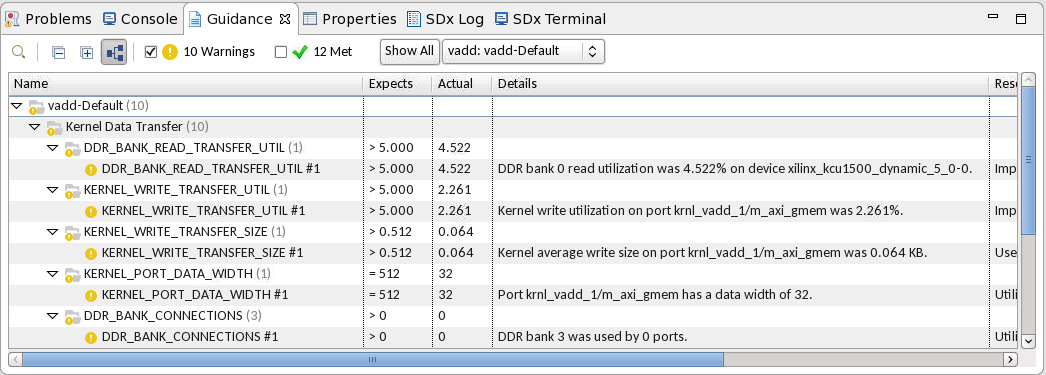 Problems Console Guidance Properties SDx Log SDx Terminal
10 Warnings 12 Met Show All vadd: vadd-Default
Name Expects Actual Details Reso
vadd-Default (10)
Kernel Data Transfer (10)
DDR_BANK_READ_TRANSFER_UTIL (1) > 5.000 4.522
DDR_BANK_READ_TRANSFER_UTIL #1 > 5.000 4.522 DDR bank 0 read utilization was 4.522% on device xilinx_kcu1500_dynamic_5_0-0. Imp
KERNEL_WRITE_TRANSFER_UTIL (1) > 5.000 2.261
KERNEL_WRITE_TRANSFER_UTIL #1 > 5.000 2.261 Kernel write utilization on port krnl_vadd_1/m_axi_gmem was 2.261%. Imp
KERNEL_WRITE_TRANSFER_SIZE (1) > 0.512 0.064
KERNEL_WRITE_TRANSFER_SIZE #1 > 0.512 0.064 Kernel average write size on port krnl_vadd_1/m_axi_gmem was 0.064 KB. Use
KERNEL_PORT_DATA_WIDTH (1) = 512 32
KERNEL_PORT_DATA_WIDTH #1 = 512 32 Port krnl_vadd_1/m_axi_gmem has a data width of 32. Utili
DDR_BANK_CONNECTIONS (3) > 0 0
DDR_BANK_CONNECTIONS #1 > 0 0 DDR bank 3 was used by 0 ports. Utili